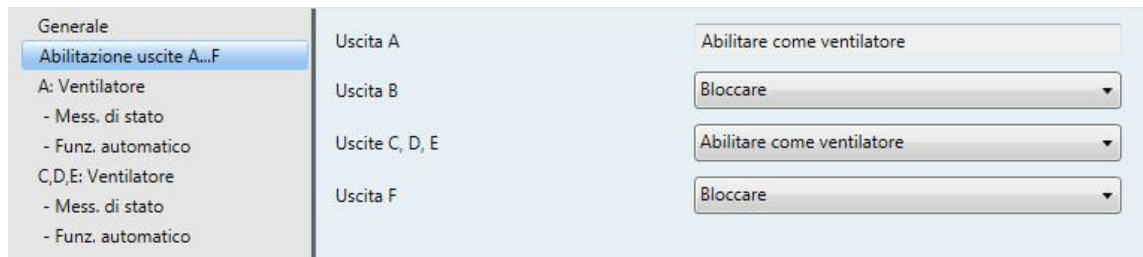 Generale
Abilitazione uscite A...F
A: Ventilatore
- Mess. di stato
- Funz. automatico
C,D,E: Ventilatore
- Mess. di stato
- Funz. automatico
Uscita A Abilitare come ventilatore
Uscita B Bloccare
Uscite C, D, E Abilitare come ventilatore
Uscita F Bloccare